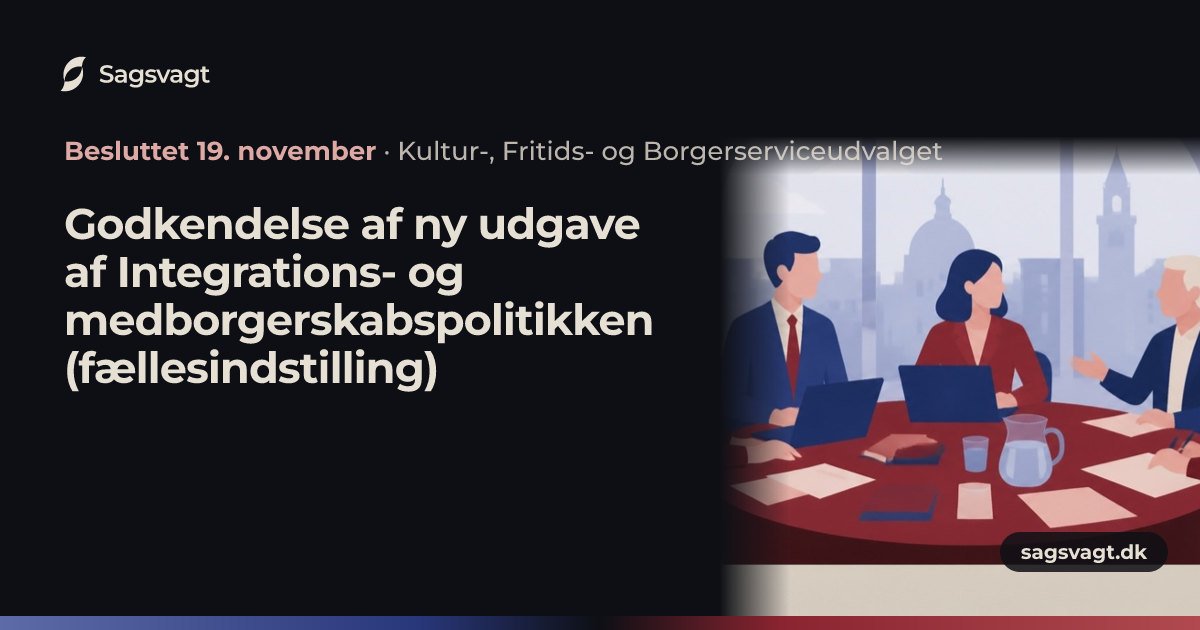 Sagsvagt
Besluttet 19. november · Kultur-, Fritids- og Borgerserviceudvalget
Godkendelse af ny udgave
af Integrations- og
medborgerskabspolitikken
(fællesindstilling)
sagsvagt.dk